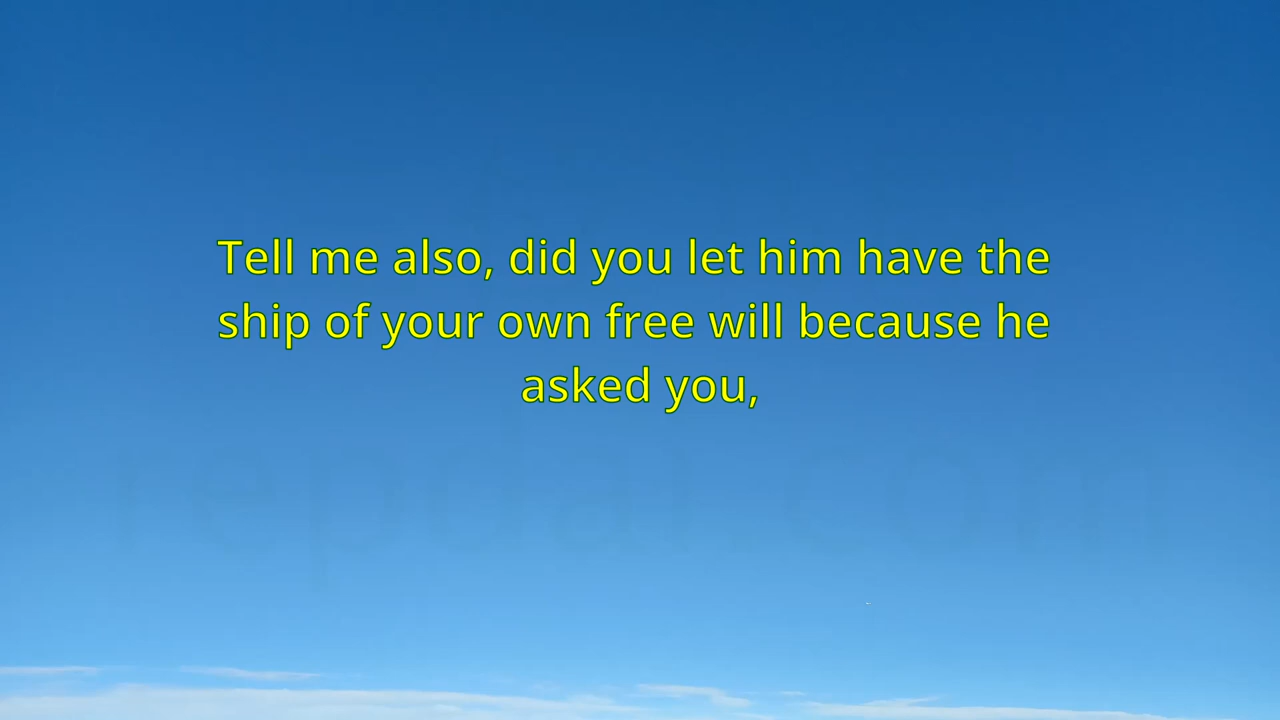 Tell me also, did you let him have the
ship of your own free will because he
asked you,